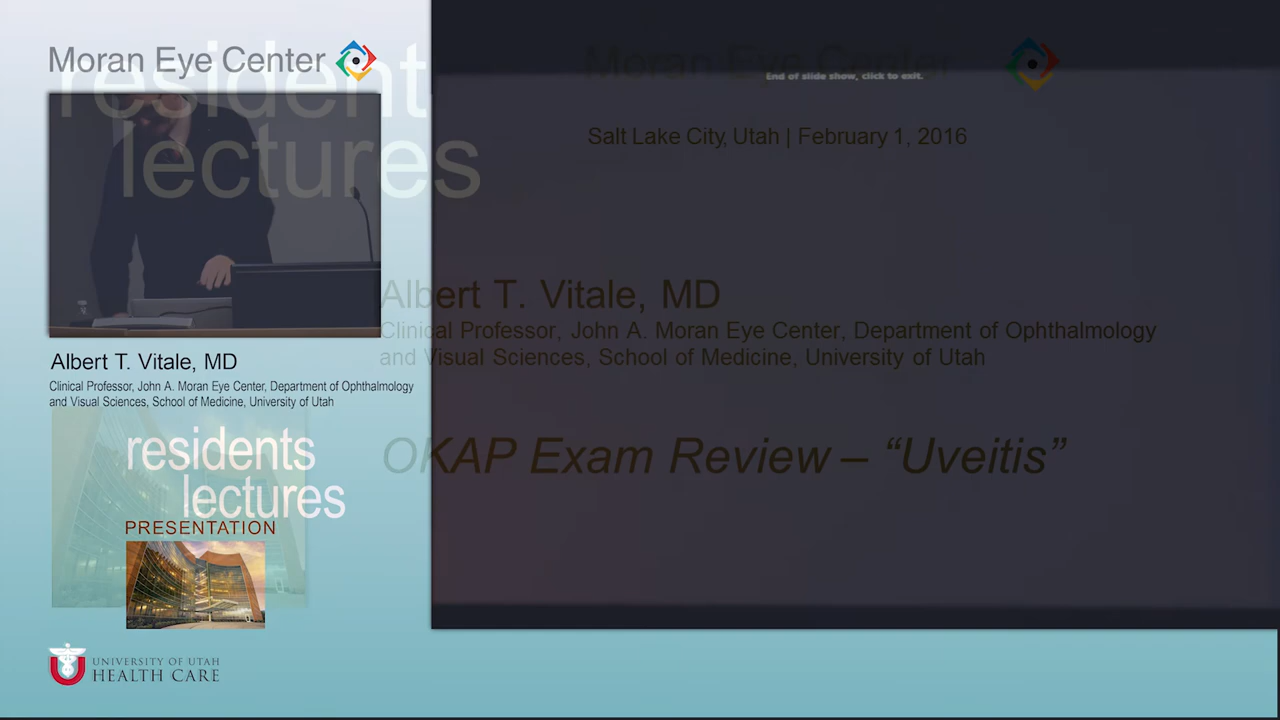 Moran Eye Center
residents
lectures
Albert T. Vitale, MD
Clinical Professor, John A. Moran Eye Center, Department of Ophthalmology
and Visual Sciences, School of Medicine, University of Utah
residents
lectures
PRESENTATION
UNIVERSITY OF UTAH
HEALTH CARE
Moran Eye Center
End of slide show, click to exit.
Salt Lake City, Utah | February 1, 2016
Albert T. Vitale, MD
Clinical Professor, John A. Moran Eye Center, Department of Ophthalmology
and Visual Sciences, School of Medicine, University of Utah
OKAP Exam Review – “Uveitis”